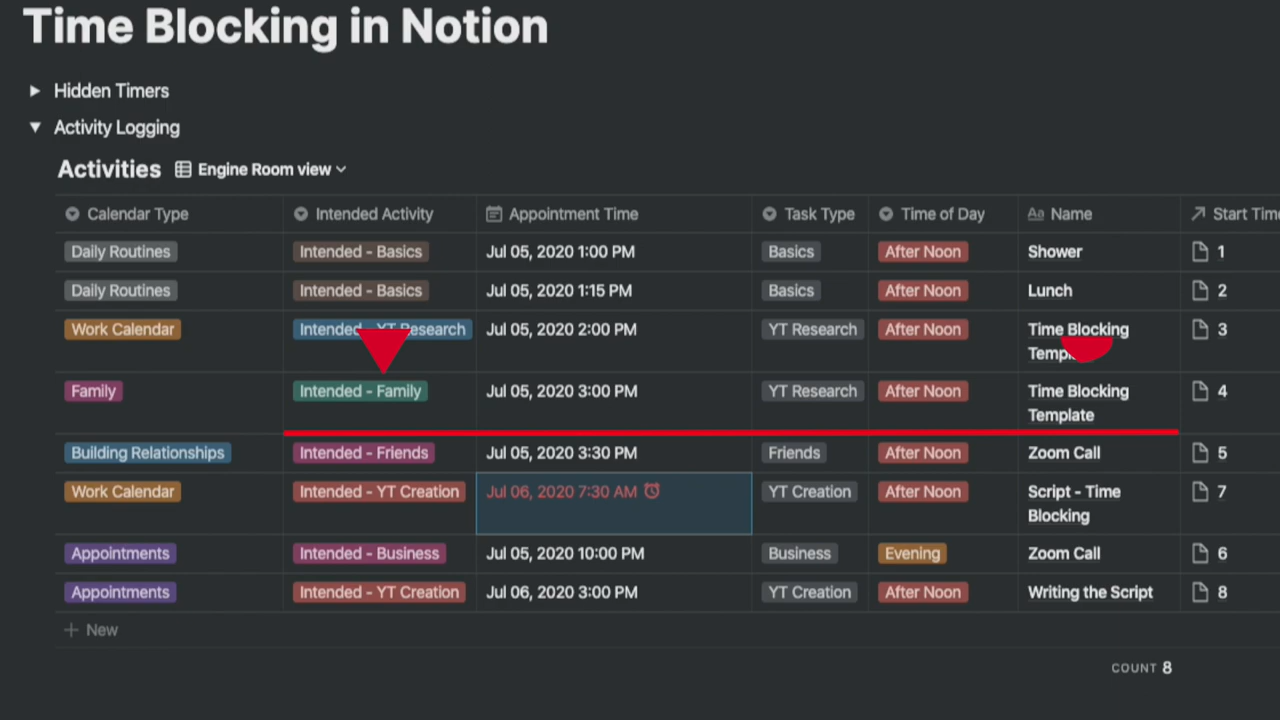 Time Blocking in Notion
Hidden Timers
Activity Logging
Activities Engine Room view
Calendar Type Intended Activity Appointment Time Task Type Time of Day Aa Name Start Time
Daily Routines Intended - Basics Jul 05, 2020 1:00 PM Basics After Noon Shower 1
Daily Routines Intended - Basics Jul 05, 2020 1:15 PM Basics After Noon Lunch 2
Work Calendar Intended - YT Research Jul 05, 2020 2:00 PM YT Research After Noon Time Blocking 3
Template
Family Intended - Family Jul 05, 2020 3:00 PM YT Research After Noon Time Blocking 4
Template
Building Relationships Intended - Friends Jul 05, 2020 3:30 PM Friends After Noon Zoom Call 5
Work Calendar Intended - YT Creation Jul 06, 2020 7:30 AM YT Creation After Noon Script - Time 7
Blocking
Appointments Intended - Business Jul 05, 2020 10:00 PM Business Evening Zoom Call 6
Appointments Intended - YT Creation Jul 06, 2020 3:00 PM YT Creation After Noon Writing the Script 8
+ New
COUNT 8